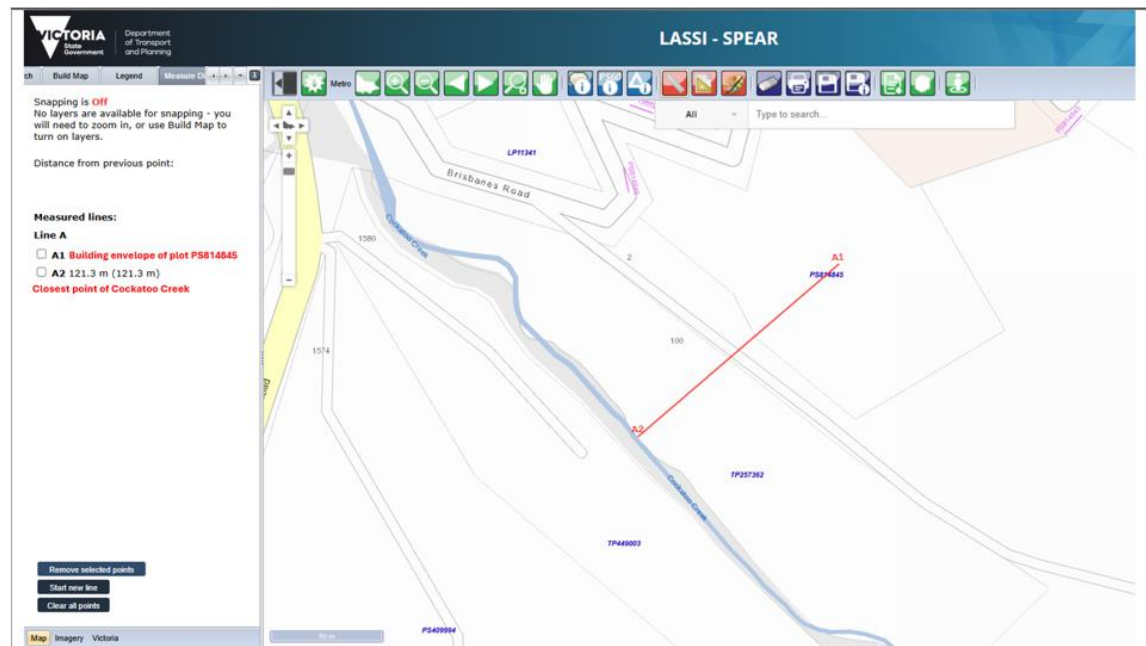 VICTORIA
State
Government
Department
of Transport
and Planning
LASSI - SPEAR
Build Map
Legend
Measure
Metro
Snapping is Off
No layers are available for snapping - you
will need to zoom in, or use Build Map to
turn on layers.
Distance from previous point:
Measured lines:
Line A
A1 Building envelope of plot PS814845
A2 121.3 m (121.3 m)
Closest point of Cockatoo Creek
Remove selected points
Start new line
Clear all points
Map Imagery Victoria
All
Type to search...
LP11341
Brisbanes Road
Cockatoo Creek
1580
2
A1
PS814845
100
1574
A2
TP257362
Cockatoo Creek
TP449003
PS409994
50 m